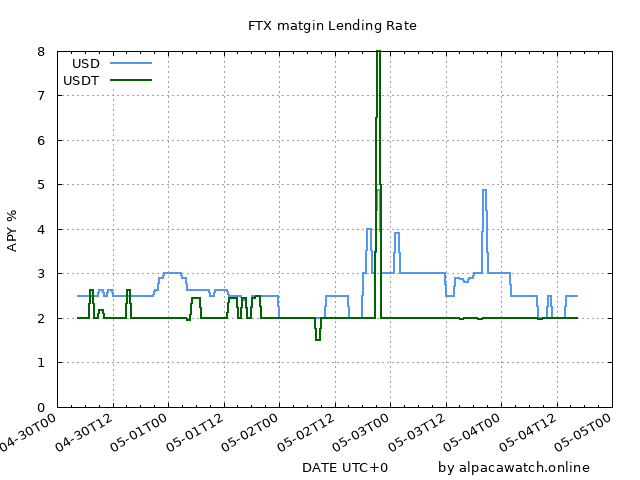 FTX matgin Lending Rate
USD
USDT
8
7
6
5
4
3
2
1
0
APY %
04-30T00
04-30T12
05-01T00
05-01T12
05-02T00
05-02T12
05-03T00
05-03T12
05-04T00
05-04T12
05-05T00
DATE UTC+0
by alpacawatch.online